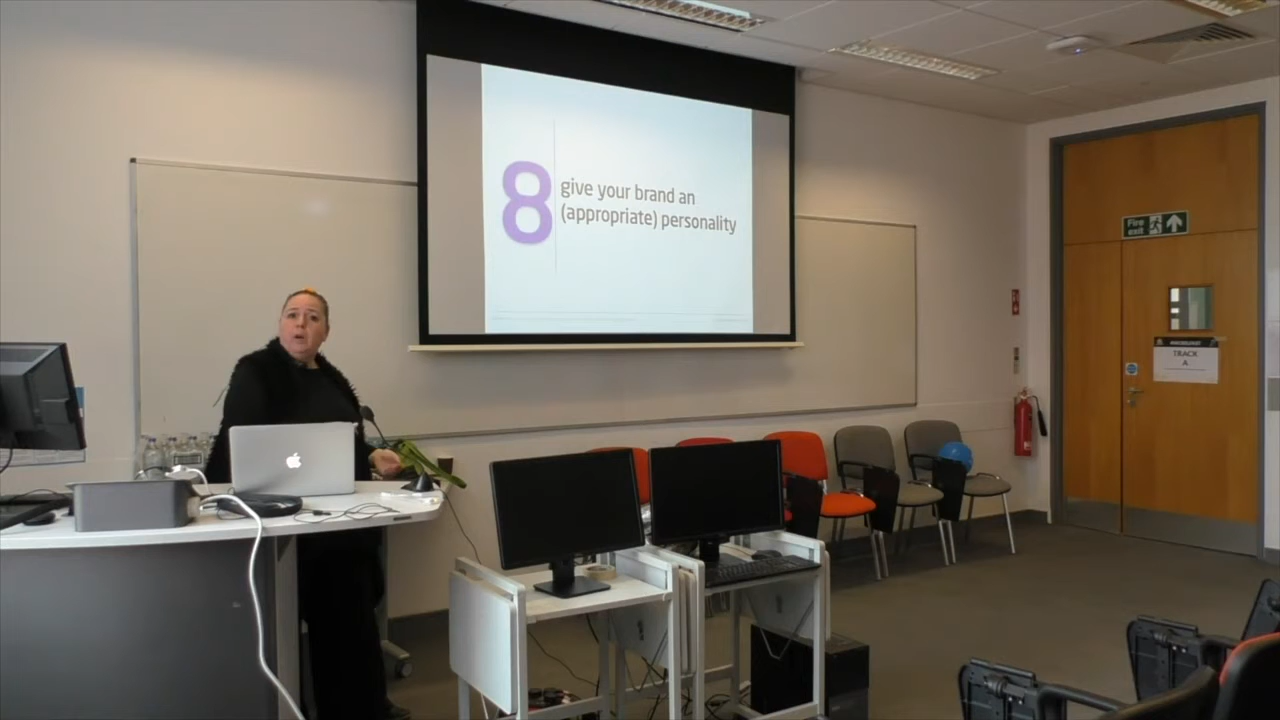 8
give your brand an
(appropriate) personality
Fire
exit
TRACK
A